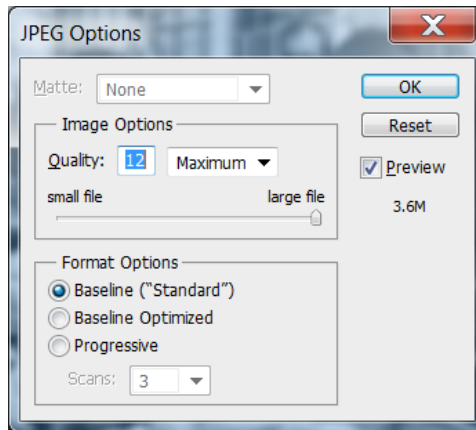 JPEG Options
Matte: None
OK
Image Options
Reset
Quality: 12 Maximum
Preview
small file large file
3.6M
Format Options
Baseline ("Standard")
Baseline Optimized
Progressive
Scans: 3